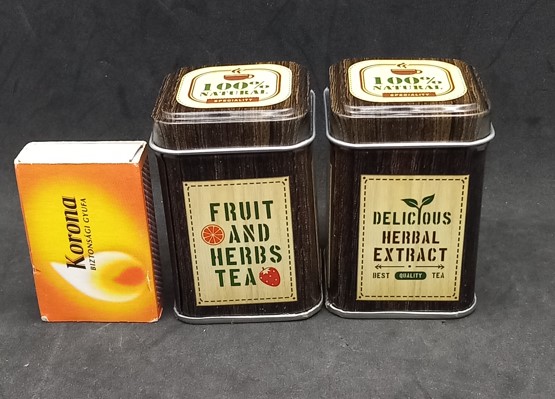 100%
NATURAL
SPECIALITY
100%
NATURAL
SPECIALITY
Korona
BIZTONSÁGI GYUFA
FRUIT
AND
HERBS
TEA
DELICIOUS
HERBAL
EXTRACT
BEST QUALITY TEA